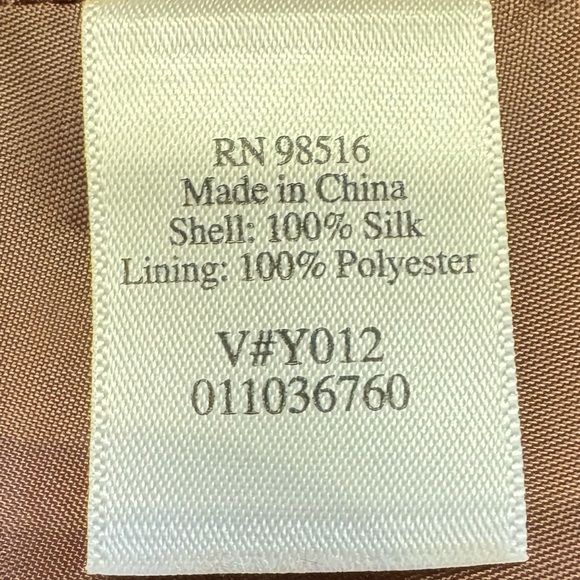 RN 98516
Made in China
Shell: 100% Silk
Lining: 100% Polyester
V#Y012
011036760